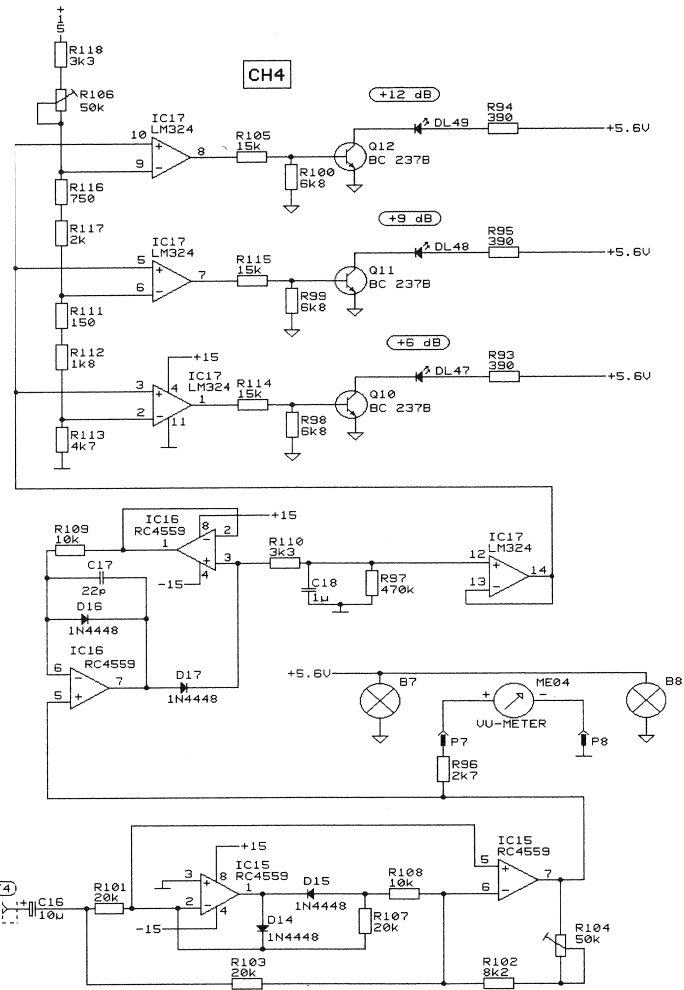 +15
R118
3k3
R106
50k
CH4
+12 dB
IC17
LM324
10
9
8
R105
15k
R100
6k8
Q12
BC 237B
DL49
R94
390
+5.6V
R116
750
R117
2k
+9 dB
IC17
LM324
5
6
7
R115
15k
R99
6k8
Q11
BC 237B
DL48
R95
390
+5.6V
R111
150
R112
1k8
+6 dB
+15
IC17
LM324
3
2
4
11
1
R114
15k
R98
6k8
Q10
BC 237B
DL47
R93
390
+5.6V
R113
4k7
R109
10k
IC16
RC4559
+15
8
1
2
3
4
-15
R110
3k3
C18
1µ
R97
470k
IC17
LM324
12
13
14
C17
22p
D16
1N4448
IC16
RC4559
6
5
7
D17
1N4448
+5.6V
B7
ME04
+
−
VU-METER
B8
P7
P8
R96
2k7
+15
IC15
RC4559
3
2
8
4
1
-15
D15
1N4448
D14
1N4448
R107
20k
R108
10k
IC15
RC4559
5
6
7
+
C16
10µ
R101
20k
R103
20k
R102
8k2
R104
50k